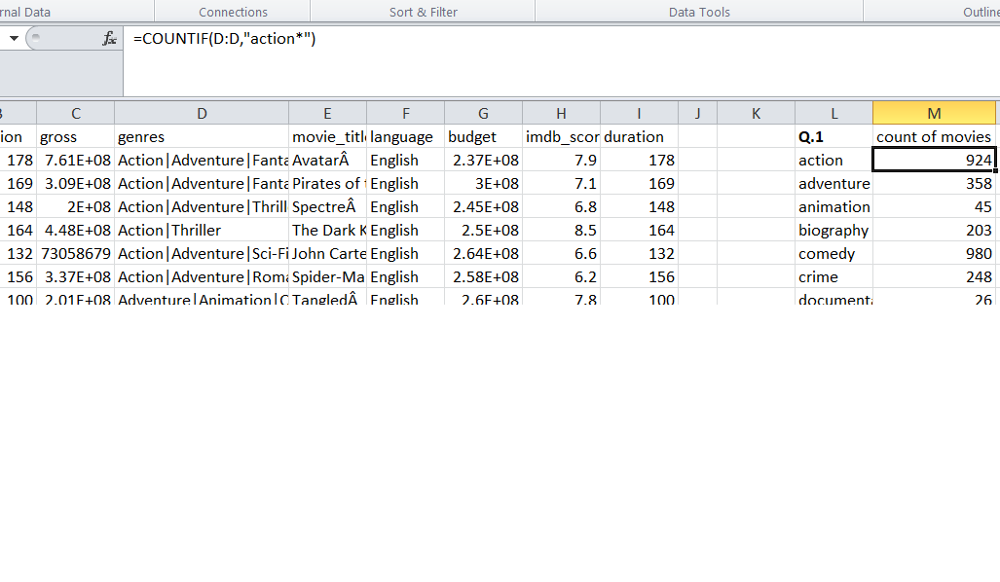 rnal Data Connections Sort & Filter Data Tools Outline
fx =COUNTIF(D:D,"action*")
B C D E F G H I J K L M
ion gross genres movie_title language budget imdb_scor duration Q.1 count of movies
178 7.61E+08 Action|Adventure|Fanta AvatarÂ English 2.37E+08 7.9 178 action 924
169 3.09E+08 Action|Adventure|Fanta Pirates of t English 3E+08 7.1 169 adventure 358
148 2E+08 Action|Adventure|Thrill SpectreÂ English 2.45E+08 6.8 148 animation 45
164 4.48E+08 Action|Thriller The Dark K English 2.5E+08 8.5 164 biography 203
132 73058679 Action|Adventure|Sci-Fi John Carte English 2.64E+08 6.6 132 comedy 980
156 3.37E+08 Action|Adventure|Roma Spider-Ma English 2.58E+08 6.2 156 crime 248
100 2.01E+08 Adventure|Animation|C TangledÂ English 2.6E+08 7.8 100 documenta 26